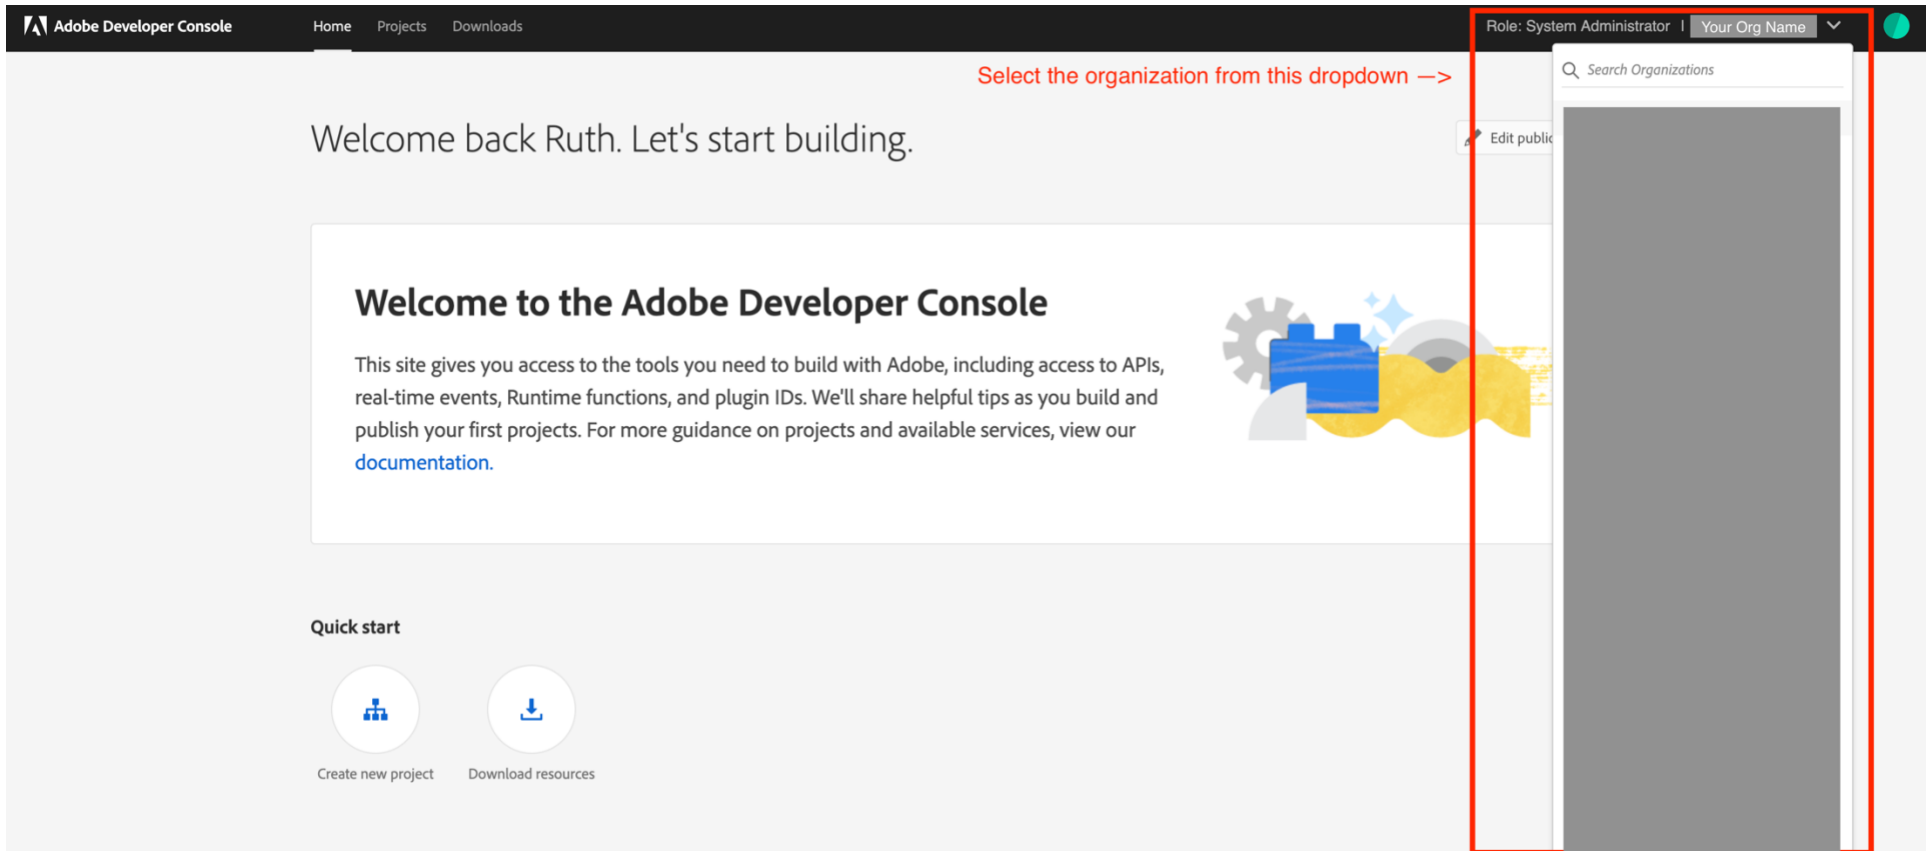 Adobe Developer Console
Home
Projects
Downloads
Role: System Administrator | Your Org Name
Select the organization from this dropdown —>
Search Organizations
Welcome back Ruth. Let's start building.
Edit public
Welcome to the Adobe Developer Console
This site gives you access to the tools you need to build with Adobe, including access to APIs,
real-time events, Runtime functions, and plugin IDs. We'll share helpful tips as you build and
publish your first projects. For more guidance on projects and available services, view our
documentation.
Quick start
Create new project
Download resources